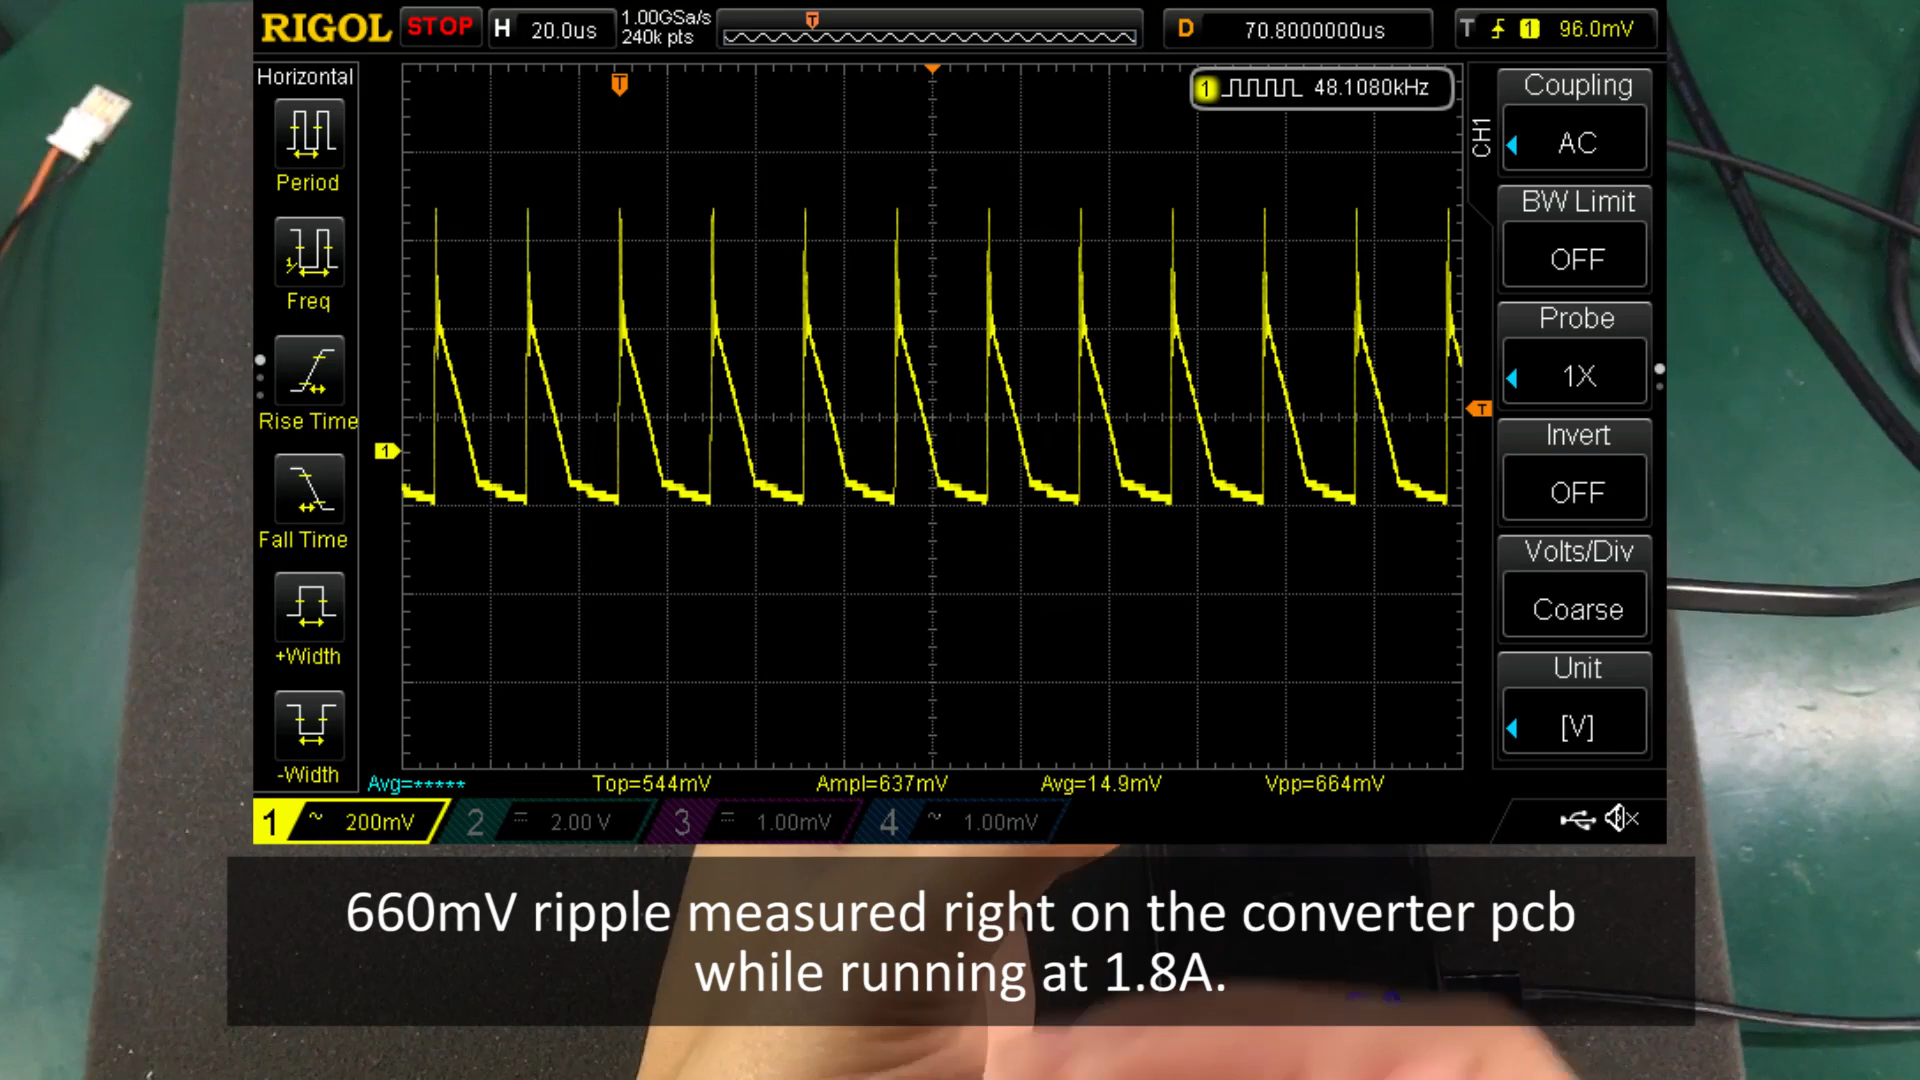 RIGOL STOP H 20.0us 1.00GSa/s 240k pts T D 70.8000000us T 1 96.0mV
Horizontal
Period
Freq
Rise Time
Fall Time
+Width
-Width
T
1 48.1080kHz
1
T
CH1
Coupling
AC
BW Limit
OFF
Probe
1X
Invert
OFF
Volts/Div
Coarse
Unit
[V]
Avg=***** Top=544mV Ampl=637mV Avg=14.9mV Vpp=664mV
1 ~ 200mV 2 = 2.00 V 3 = 1.00mV 4 ~ 1.00mV
660mV ripple measured right on the converter pcb
while running at 1.8A.